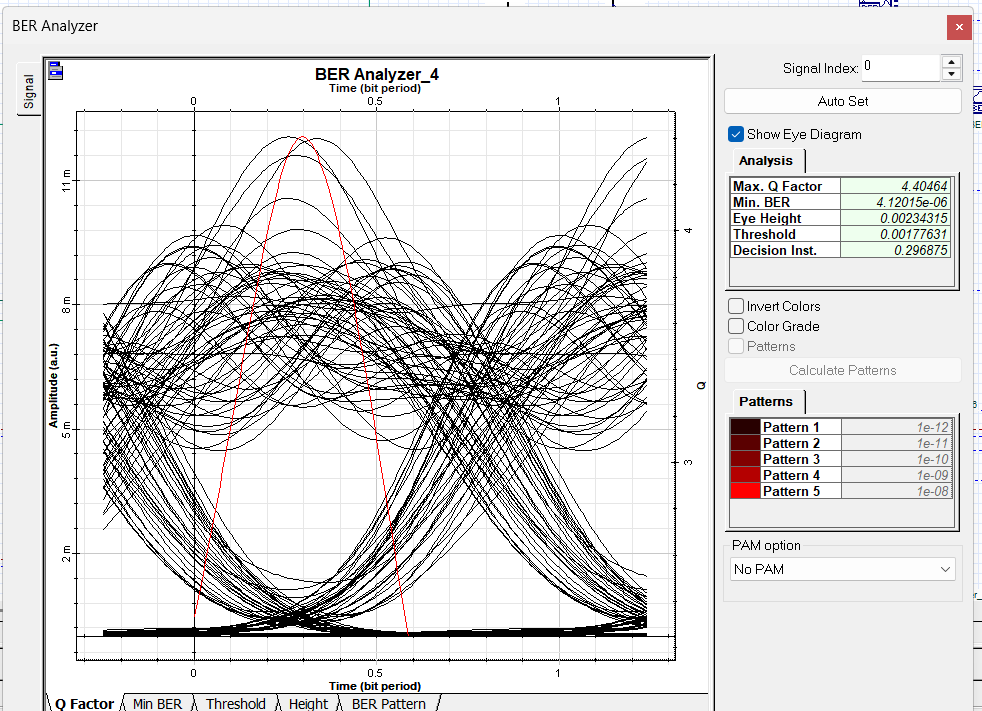 BER Analyzer
Signal
BER Analyzer_4
Time (bit period)
0 0.5 1
Amplitude (a.u.)
11 m
8 m
5 m
2 m
Q
4
3
0 0.5 1
Time (bit period)
Q Factor Min BER Threshold Height BER Pattern
Signal Index: 0
Auto Set
Show Eye Diagram
Analysis
Max. Q Factor 4.40464
Min. BER 4.12015e-06
Eye Height 0.00234315
Threshold 0.00177631
Decision Inst. 0.296875
Invert Colors
Color Grade
Patterns
Calculate Patterns
Patterns
Pattern 1 1e-12
Pattern 2 1e-11
Pattern 3 1e-10
Pattern 4 1e-09
Pattern 5 1e-08
PAM option
No PAM